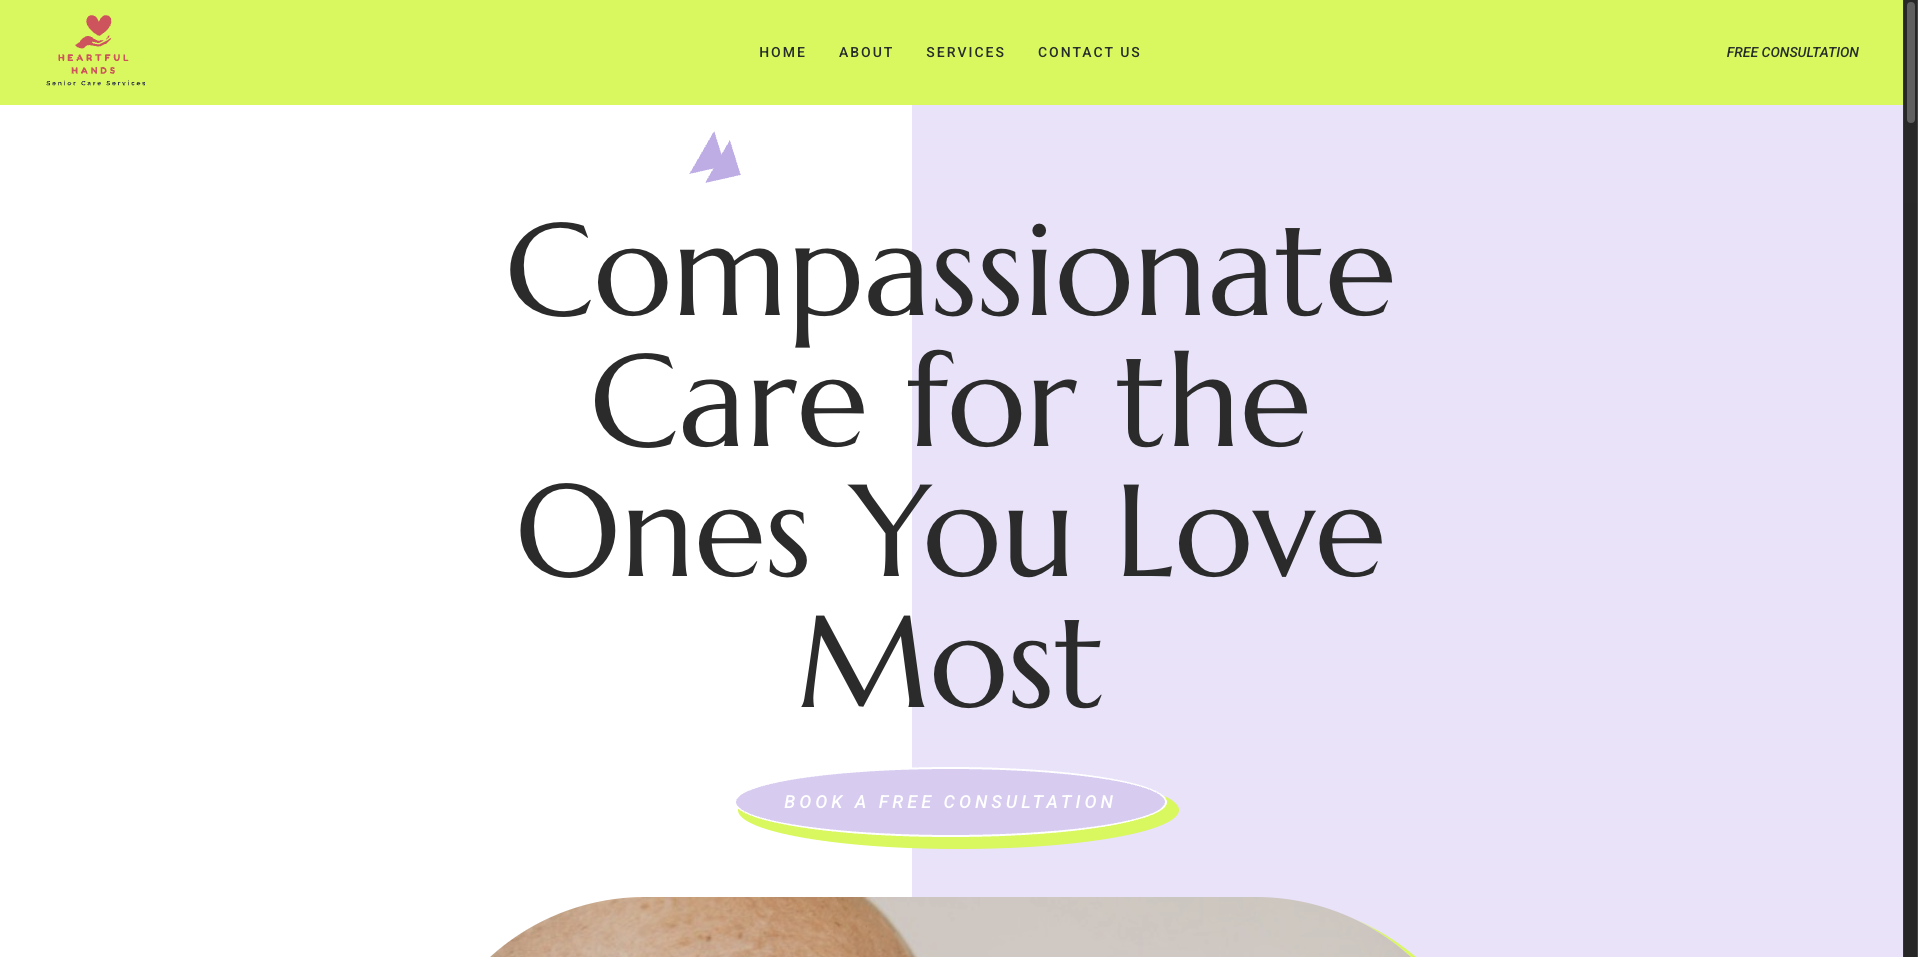 HEARTFUL
HANDS
Senior Care Services
HOME ABOUT SERVICES CONTACT US
FREE CONSULTATION
Compassionate
Care for the
Ones You Love
Most
BOOK A FREE CONSULTATION